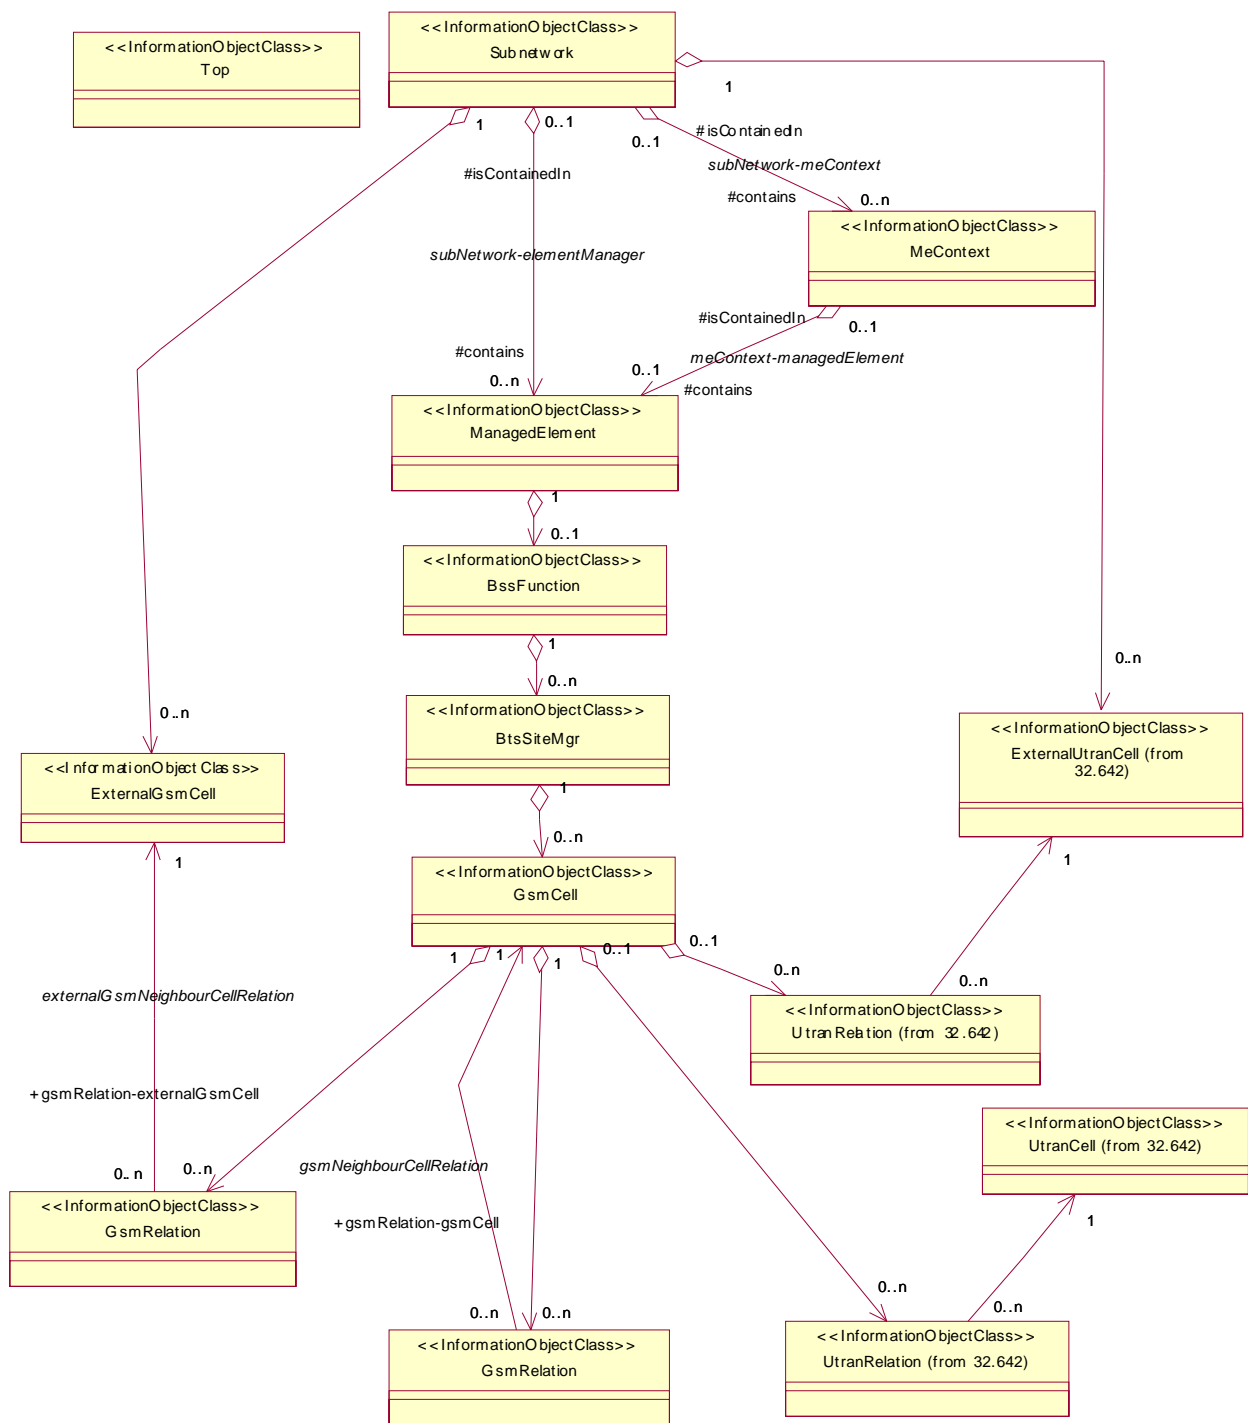 <<InformationObjectClass>>
Top
<<InformationObjectClass>>
Subnetwork
1
1
0..1
0..1
#isContainedIn
#isContainedIn
subNetwork-meContext
#contains
0..n
<<InformationObjectClass>>
MeContext
subNetwork-elementManager
#isContainedIn
0..1
meContext-managedElement
#contains
0..n
0..1
#contains
<<InformationObjectClass>>
ManagedElement
1
0..1
<<InformationObjectClass>>
BssFunction
1
0..n
<<InformationObjectClass>>
BtsSiteMgr
1
0..n
0..n
<<InformationObjectClass>>
ExternalGsmCell
1
0..n
<<InformationObjectClass>>
ExternalUtranCell (from
32.642)
1
<<InformationObjectClass>>
GsmCell
1
1
1
0..1
0..1
0..n
0..n
<<InformationObjectClass>>
UtranRelation (from 32.642)
externalGsmNeighbourCellRelation
+gsmRelation-externalGsmCell
0..n
0..n
<<InformationObjectClass>>
GsmRelation
gsmNeighbourCellRelation
+gsmRelation-gsmCell
0..n
0..n
<<InformationObjectClass>>
GsmRelation
<<InformationObjectClass>>
UtranCell (from 32.642)
1
0..n
0..n
<<InformationObjectClass>>
UtranRelation (from 32.642)